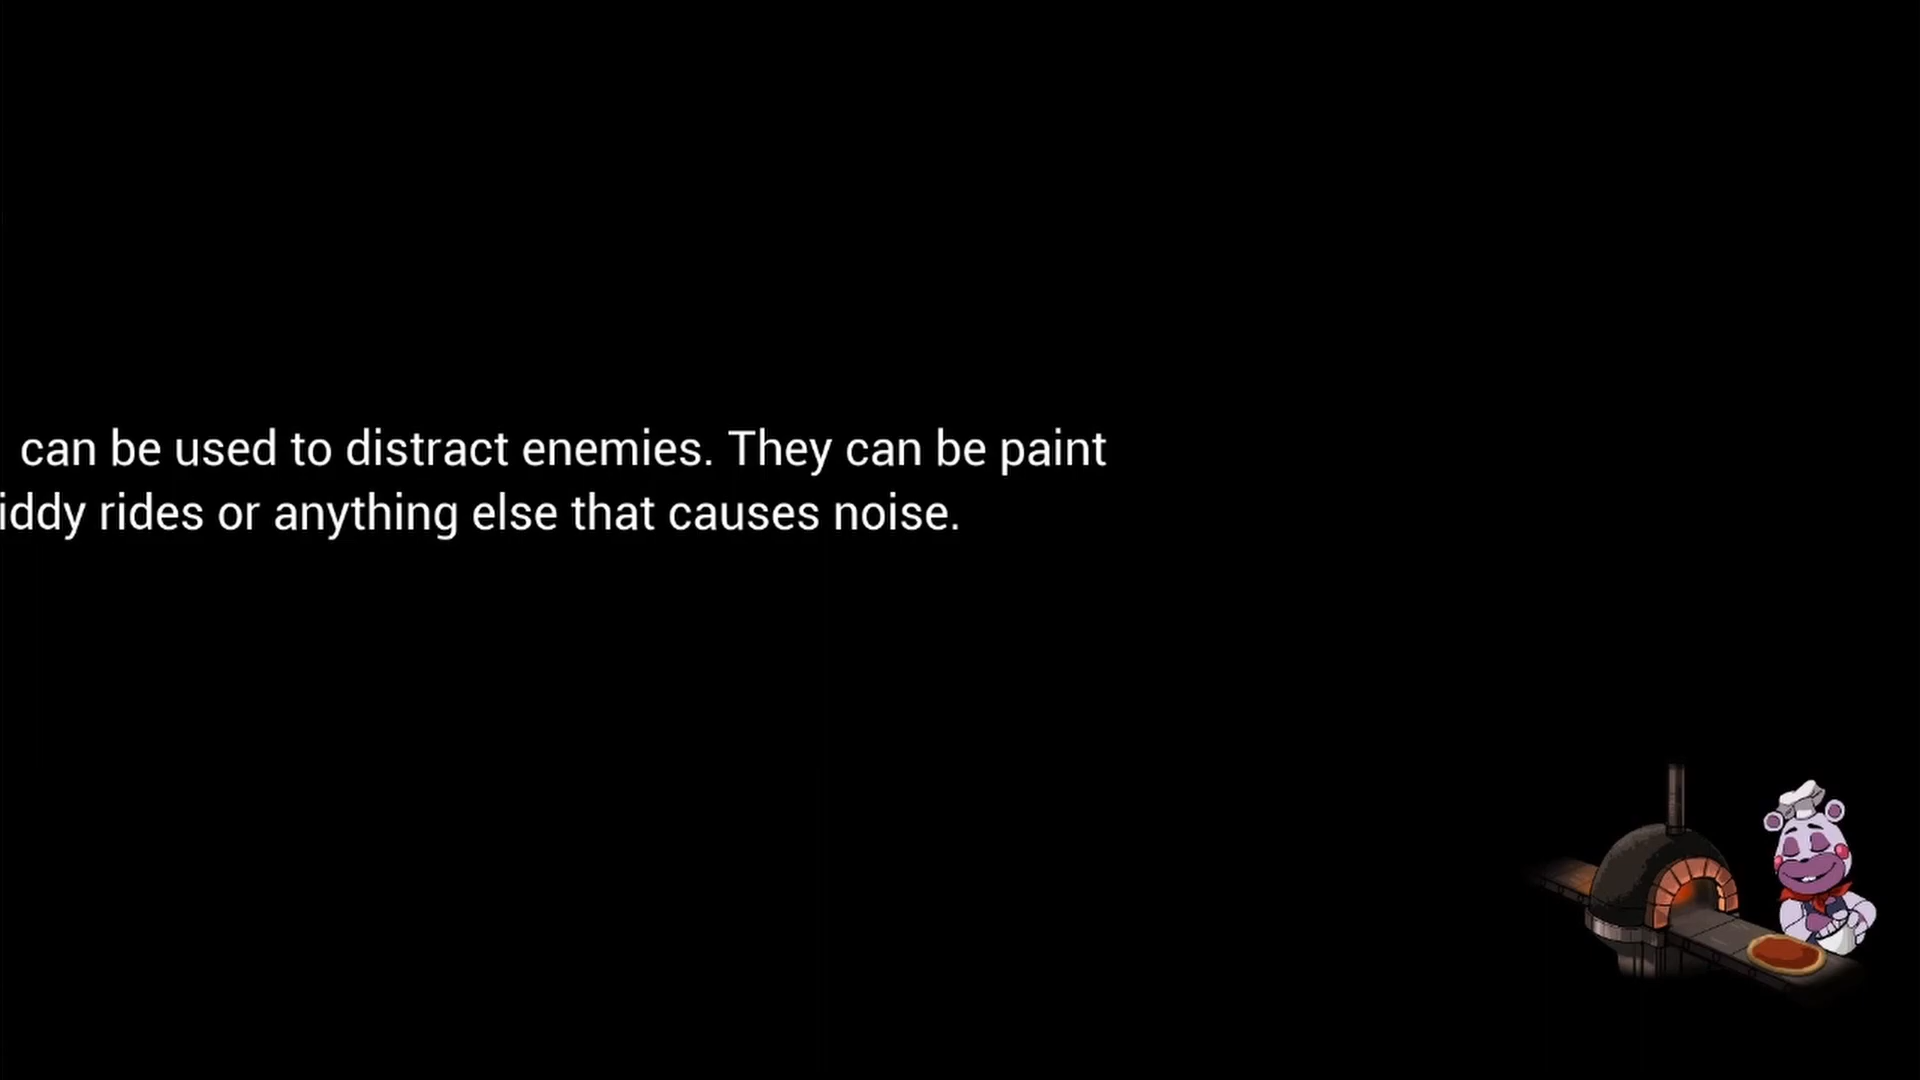 can be used to distract enemies. They can be paint
iddy rides or anything else that causes noise.